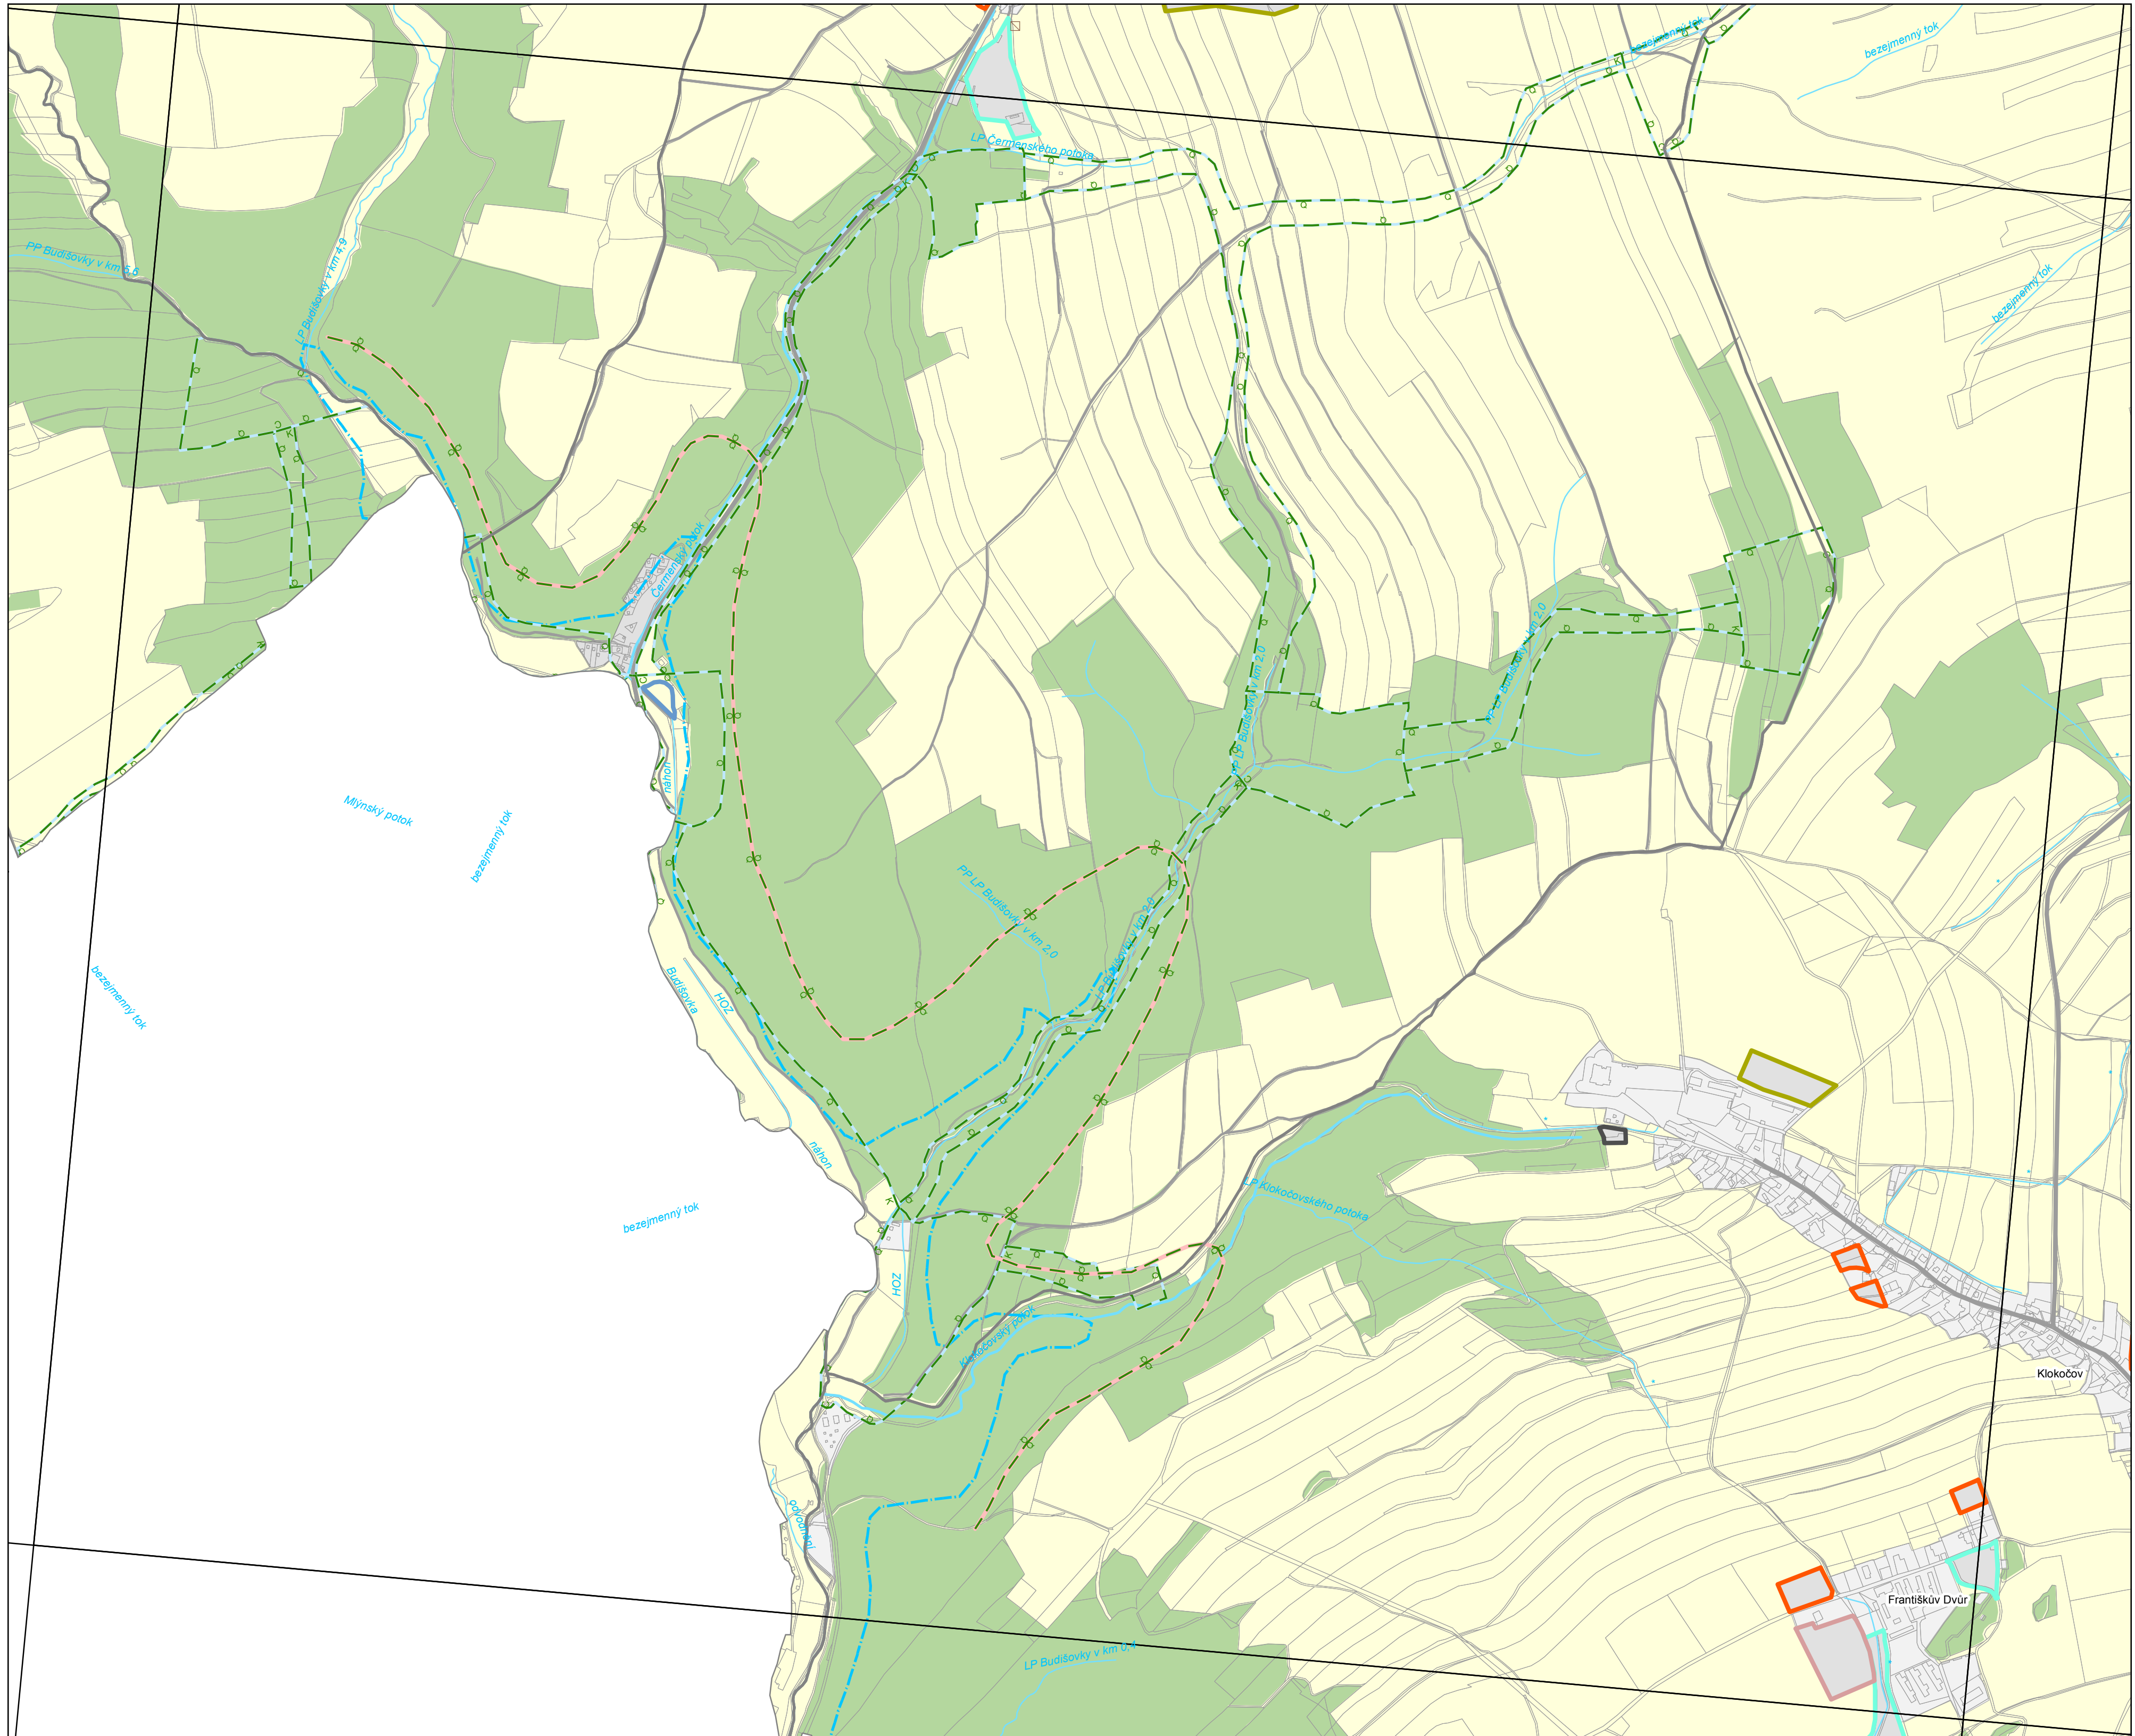 bezejmenný tok
bezejmenný tok
LP Čermenského potoka
PP Budišovky v km 5,5
LP Budišovky v km 4,9
bezejmenný tok
Čermenský potok
PP LP Budišovky v km 2,0
PP LP Budišovky v km 2,0
náhon
Mlýnský potok
bezejmenný tok
PP LP Budišovky v km 2,0
LP Budišovky v km 2,0
bezejmenný tok
Budišovka
HOZ
náhon
LP Klokočovského potoka
bezejmenný tok
HOZ
Klokočovský potok
Klokočov
odvodnění
Františkův Dvůr
LP Budišovky v km 0,4